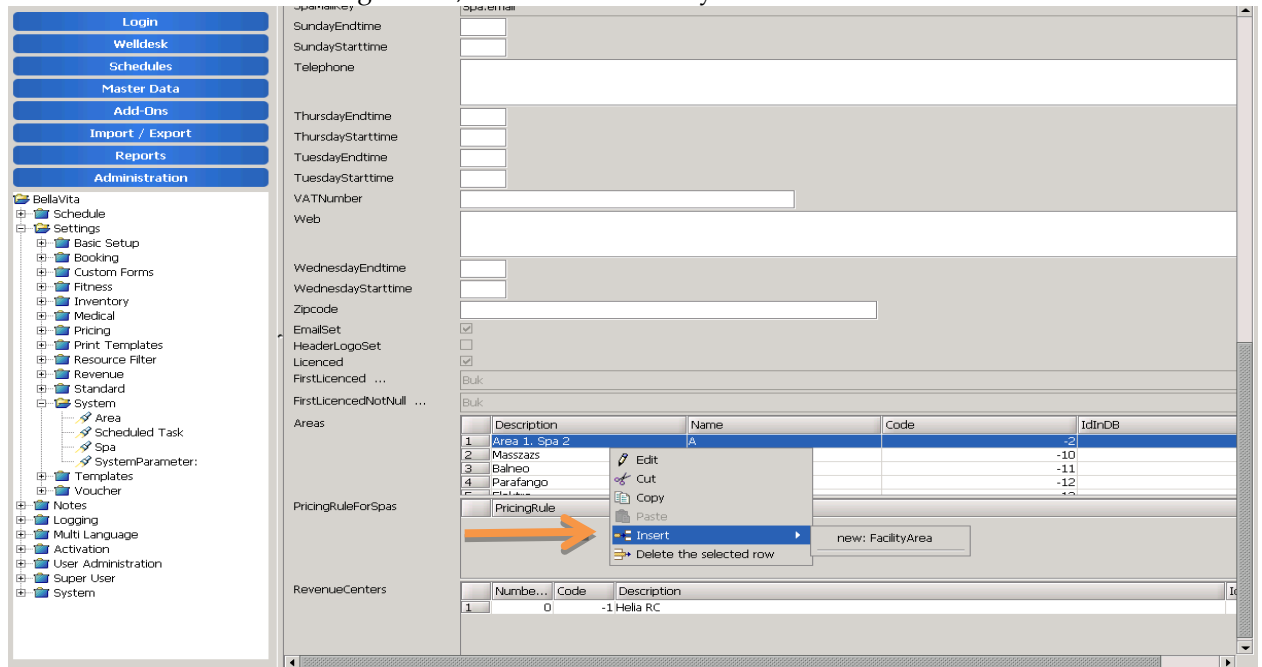 SpaMailKey Spa.email
Login
Welldesk
Schedules
Master Data
Add-Ons
Import / Export
Reports
Administration
BellaVita
Schedule
Settings
Basic Setup
Booking
Custom Forms
Fitness
Inventory
Medical
Pricing
Print Templates
Resource Filter
Revenue
Standard
System
Area
Scheduled Task
Spa
SystemParameter:
Templates
Voucher
Notes
Logging
Multi Language
Activation
User Administration
Super User
System
SundayEndtime
SundayStarttime
Telephone
ThursdayEndtime
ThursdayStarttime
TuesdayEndtime
TuesdayStarttime
VATNumber
Web
WednesdayEndtime
WednesdayStarttime
Zipcode
EmailSet
HeaderLogoSet
Licenced
FirstLicenced ... Buk
FirstLicencedNotNull ... Buk
Areas
Description Name Code IdInDB
1 Area 1. Spa 2 A -2
2 Masszazs -10
3 Balneo -11
4 Parafango -12
Edit
Cut
Copy
Paste
Insert
new: FacilityArea
Delete the selected row
PricingRuleForSpas
PricingRule
RevenueCenters
Numbe... Code Description
1 0 -1 Helia RC